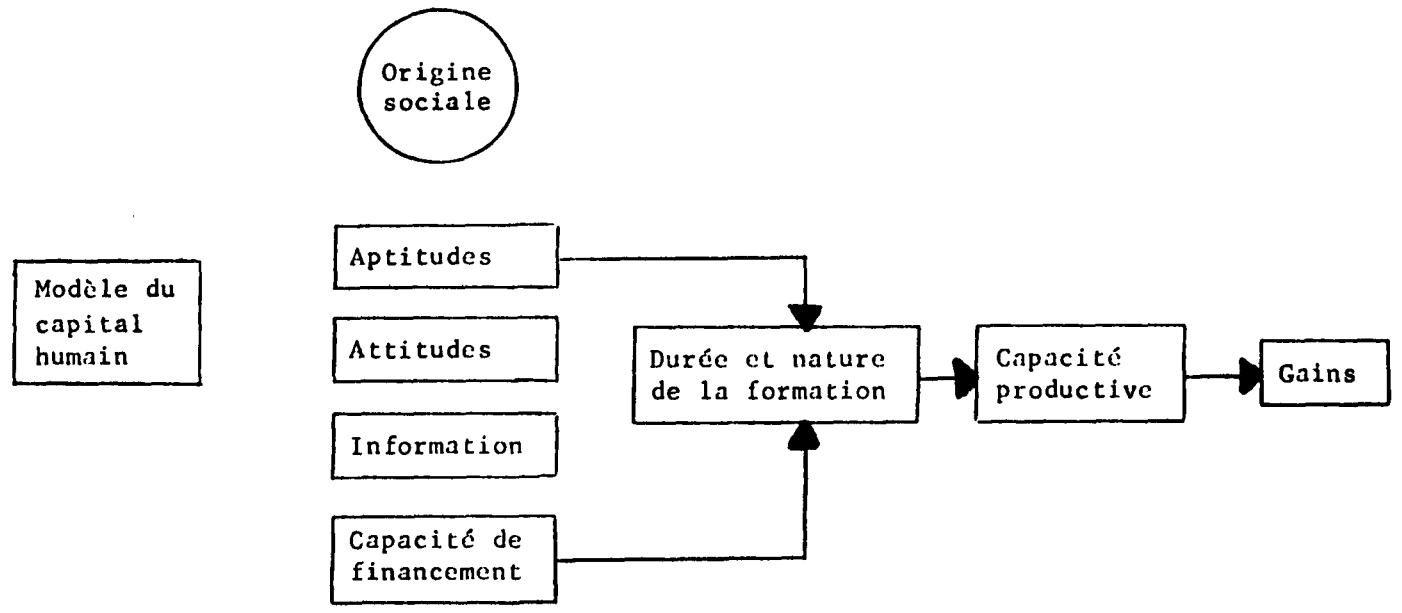 Origine
sociale
Modèle du
capital
humain
Aptitudes
Attitudes
Information
Capacité de
financement
Durée et nature
de la formation
Capacité
productive
Gains